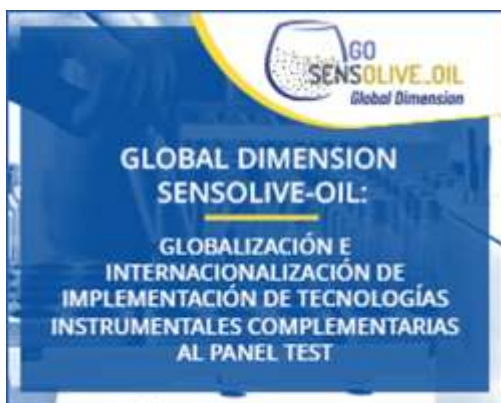 GO
SENSOLIVE_OIL
Global Dimension
GLOBAL DIMENSION
SENSOLIVE-OIL:
GLOBALIZACIÓN E
INTERNACIONALIZACIÓN DE
IMPLEMENTACIÓN DE TECNOLOGÍAS
INSTRUMENTALES COMPLEMENTARIAS
AL PANEL TEST